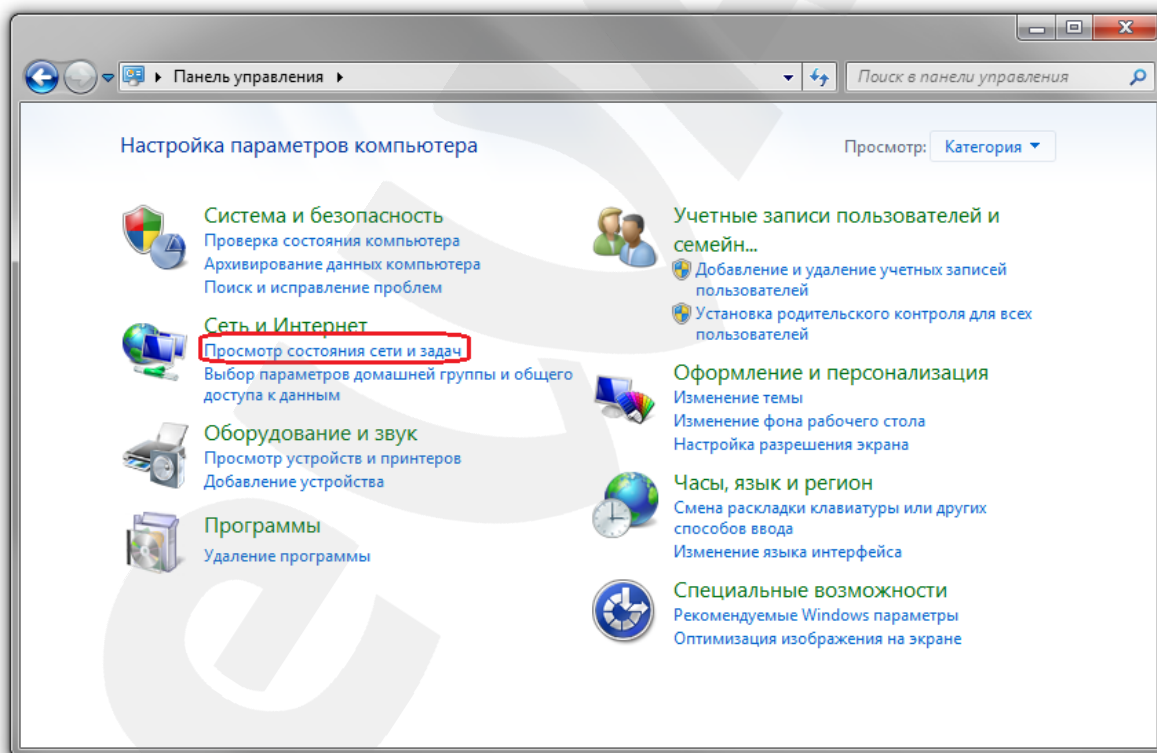 Панель управления
Поиск в панели управления
Настройка параметров компьютера
Просмотр: Категория
Система и безопасность
Проверка состояния компьютера
Архивирование данных компьютера
Поиск и исправление проблем
Сеть и Интернет
Просмотр состояния сети и задач
Выбор параметров домашней группы и общего
доступа к данным
Оборудование и звук
Просмотр устройств и принтеров
Добавление устройства
Программы
Удаление программы
Учетные записи пользователей и
семейн...
Добавление и удаление учетных записей
пользователей
Установка родительского контроля для всех
пользователей
Оформление и персонализация
Изменение темы
Изменение фона рабочего стола
Настройка разрешения экрана
Часы, язык и регион
Смена раскладки клавиатуры или других
способов ввода
Изменение языка интерфейса
Специальные возможности
Рекомендуемые Windows параметры
Оптимизация изображения на экране